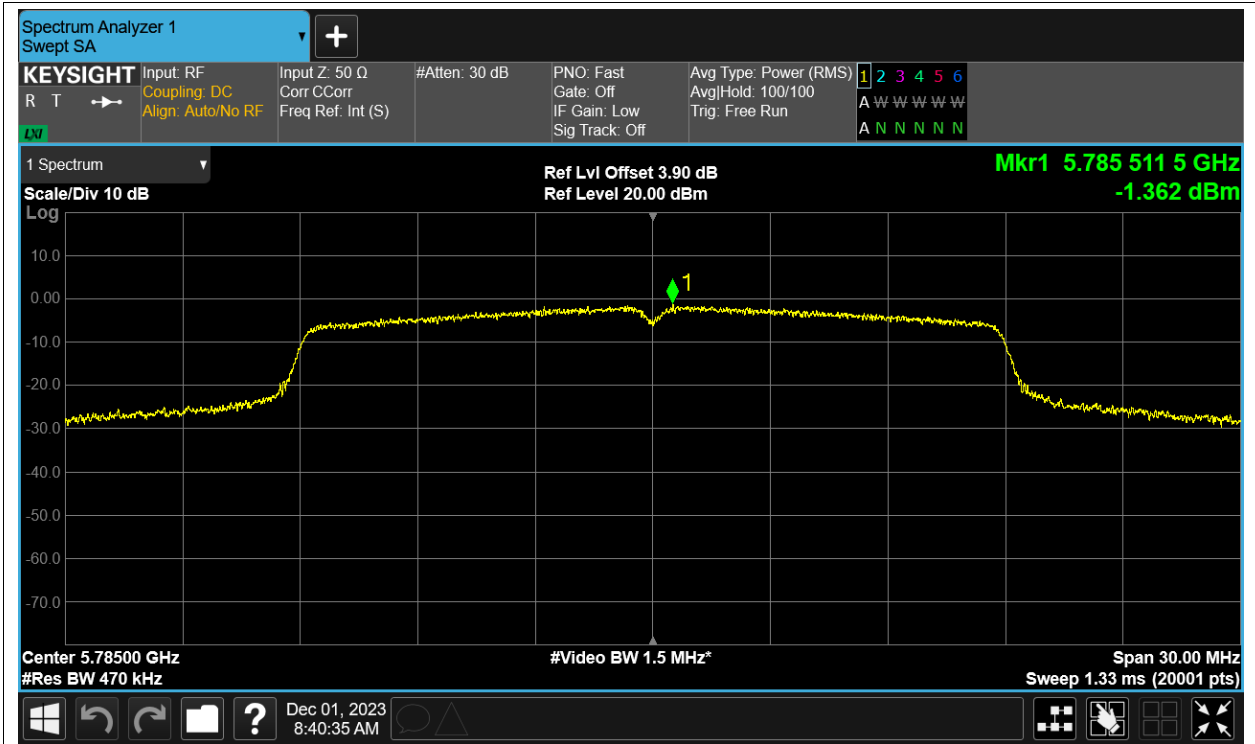 Spectrum Analyzer 1
Swept SA
+
KEYSIGHT
R T
LXI
Input: RF
Coupling: DC
Align: Auto/No RF
Input Z: 50 Ω
Corr CCorr
Freq Ref: Int (S)
#Atten: 30 dB
PNO: Fast
Gate: Off
IF Gain: Low
Sig Track: Off
Avg Type: Power (RMS)
Avg|Hold: 100/100
Trig: Free Run
1 2 3 4 5 6
A W W W W W
A N N N N N
1 Spectrum
Scale/Div 10 dB
Log
Ref Lvl Offset 3.90 dB
Ref Level 20.00 dBm
Mkr1 5.785 511 5 GHz
-1.362 dBm
10.0
0.00
-10.0
-20.0
-30.0
-40.0
-50.0
-60.0
-70.0
1
Center 5.78500 GHz
#Res BW 470 kHz
#Video BW 1.5 MHz*
Span 30.00 MHz
Sweep 1.33 ms (20001 pts)
?
Dec 01, 2023
8:40:35 AM